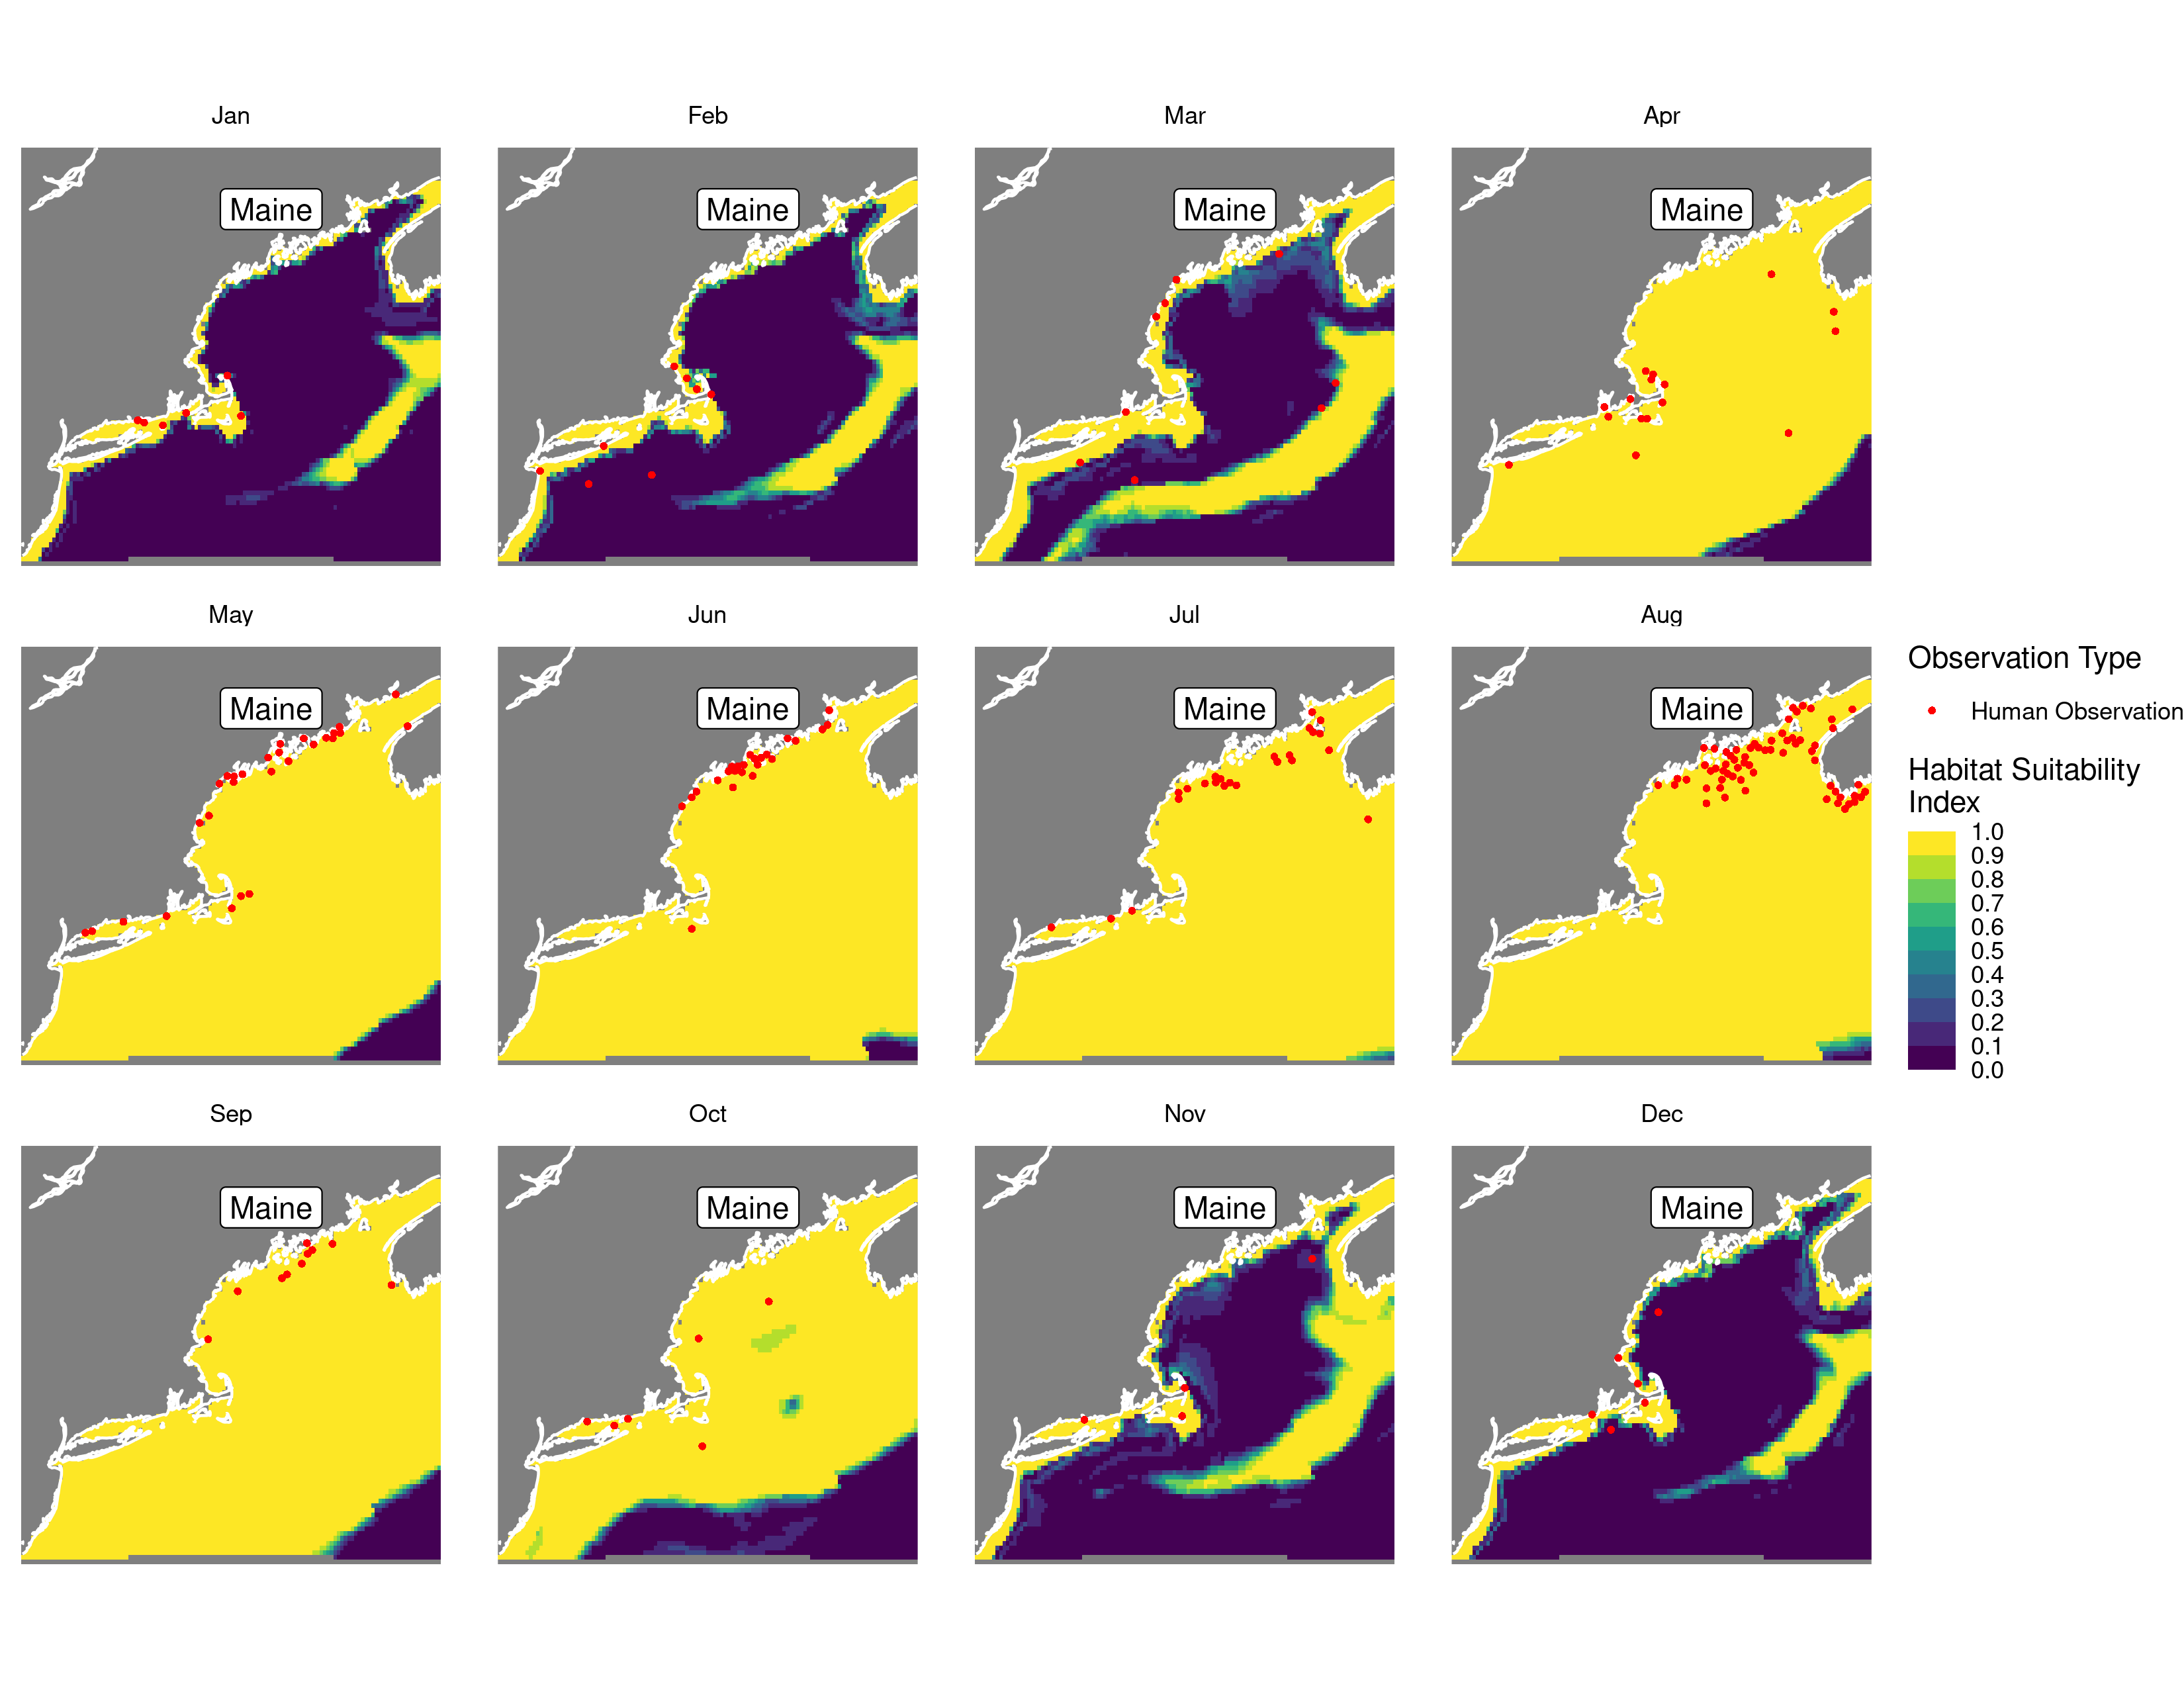 Jan
Feb
Mar
Apr
Maine
Maine
Maine
Maine
May
Jun
Jul
Aug
Maine
Maine
Maine
Maine
Observation Type
Human Observation
Habitat Suitability
Index
1.0
0.9
0.8
0.7
0.6
0.5
0.4
0.3
0.2
0.1
0.0
Sep
Oct
Nov
Dec
Maine
Maine
Maine
Maine